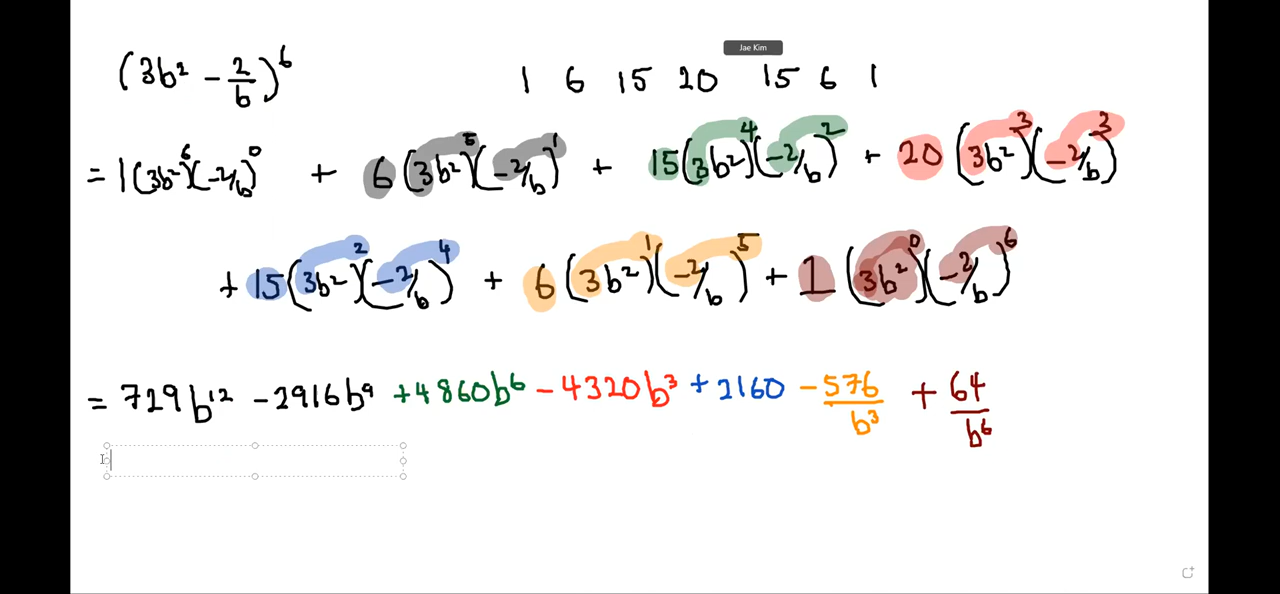 Jae Kim
(3b² - 2/b)⁶
1 6 15 20 15 6 1
= 1(3b²)⁶(-2/b)⁰ + 6(3b²)⁵(-2/b)¹ + 15(3b²)⁴(-2/b)² + 20(3b²)³(-2/b)³
+ 15(3b²)²(-2/b)⁴ + 6(3b²)¹(-2/b)⁵ + 1(3b²)⁰(-2/b)⁶
= 729b¹² - 2916b⁹ + 4860b⁶ - 4320b³ + 2160 - 576/b³ + 64/b⁶